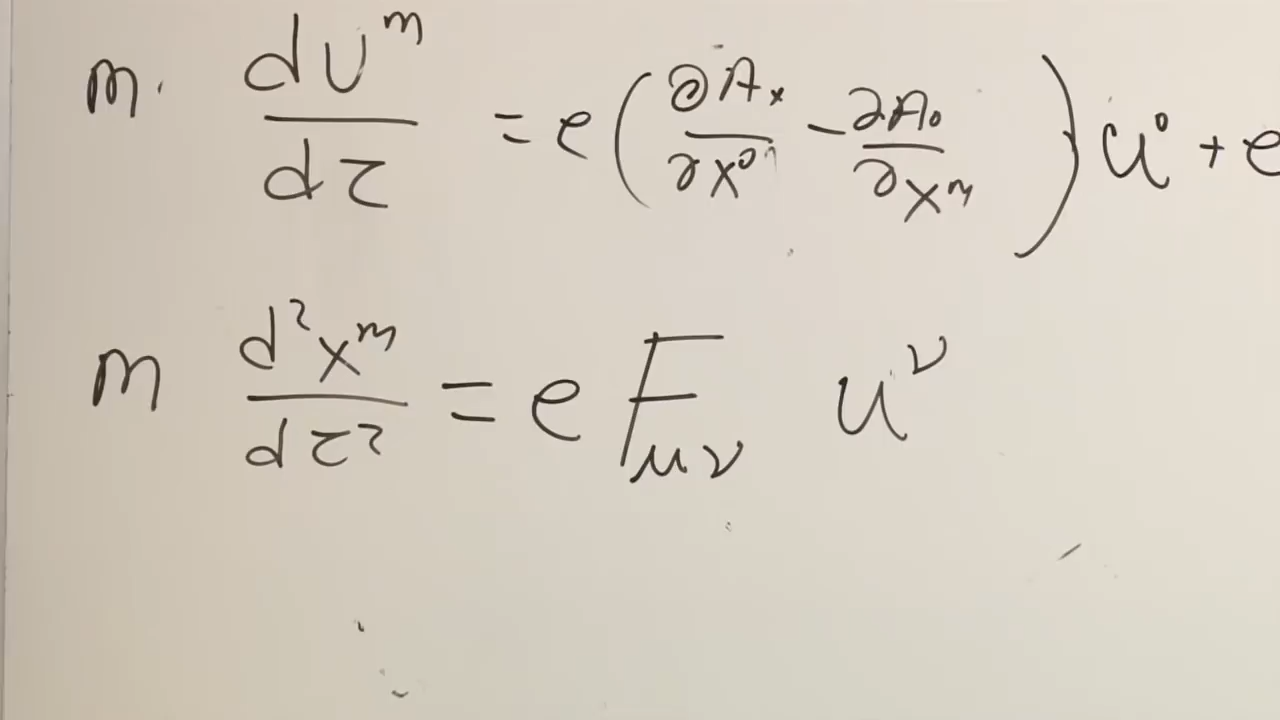 m. dU^m/dτ = e(∂A_x/∂x^0 − ∂A_0/∂x^m) u^0 + e
m d²x^m/dτ² = e F_μν u^ν